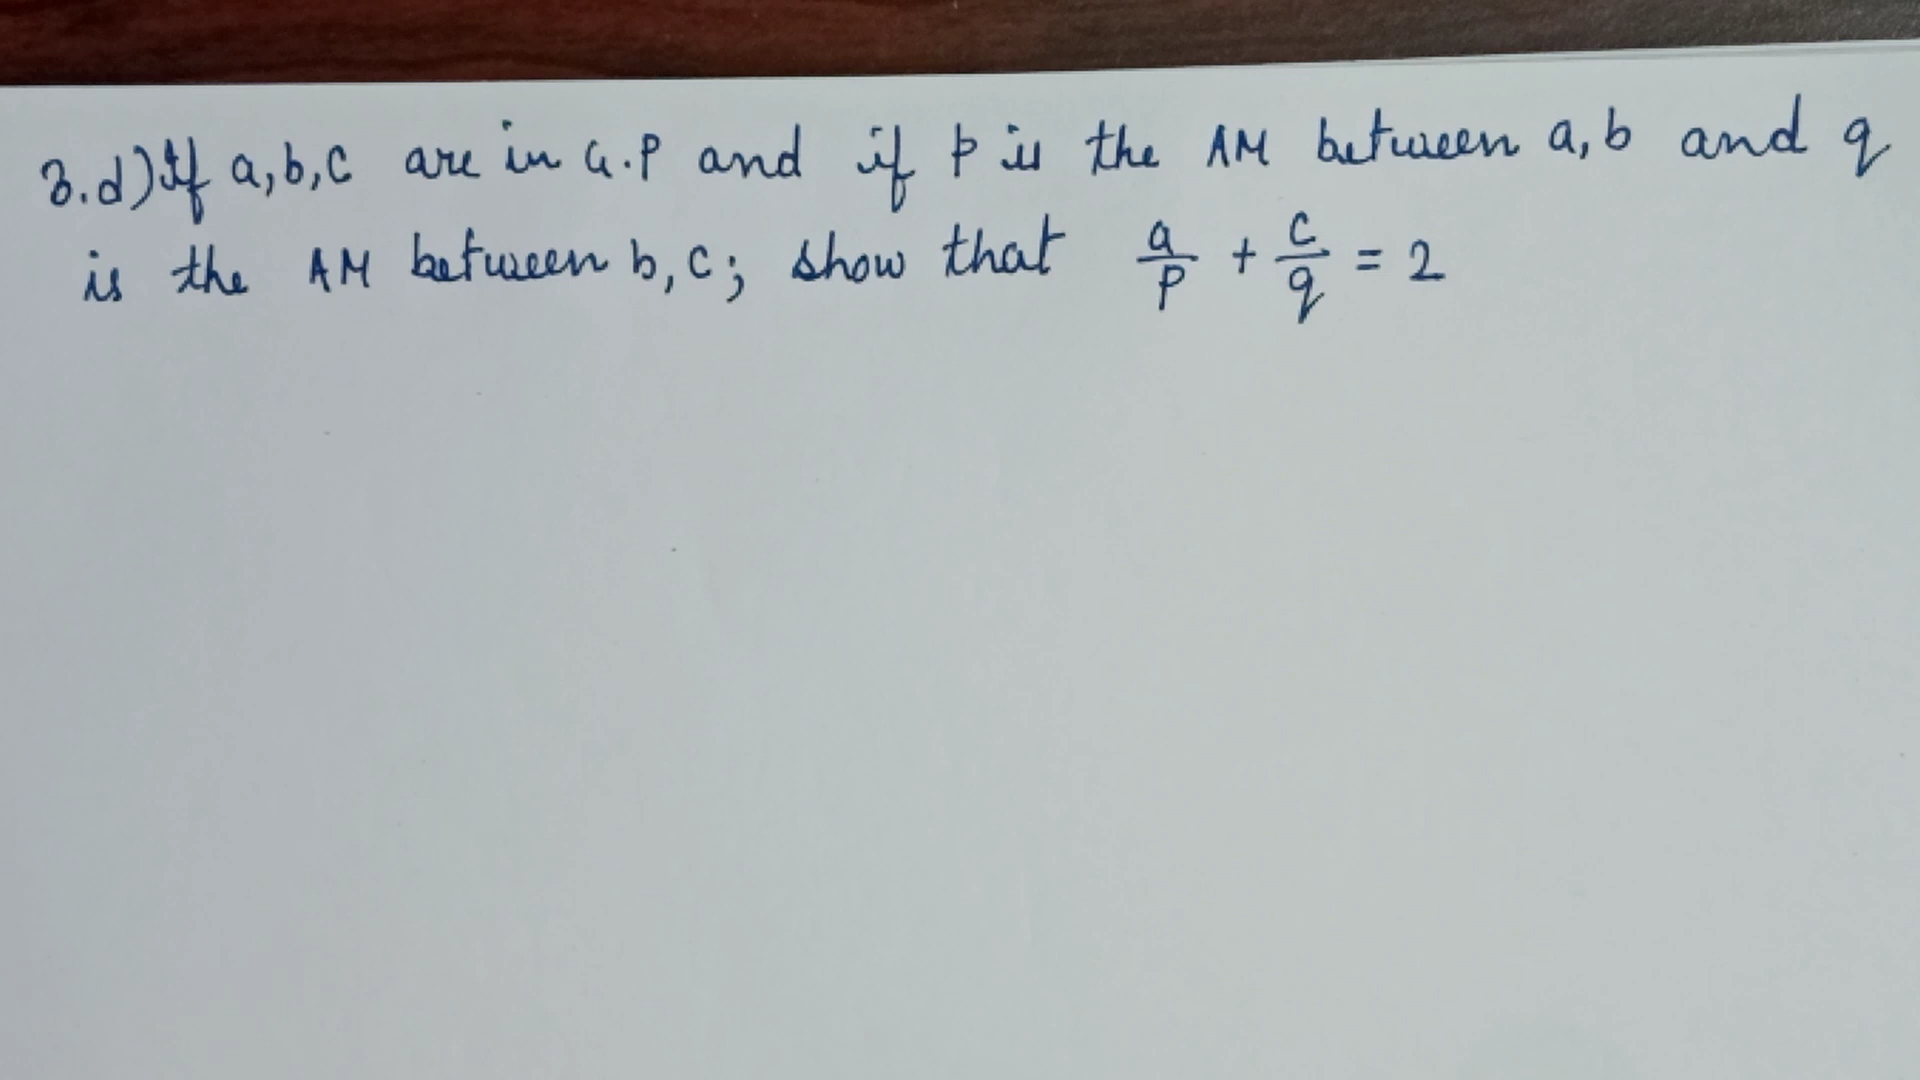 3.d) If a,b,c are in G.P and if p is the AM between a,b and q
is the AM between b,c; show that a/p + c/q = 2